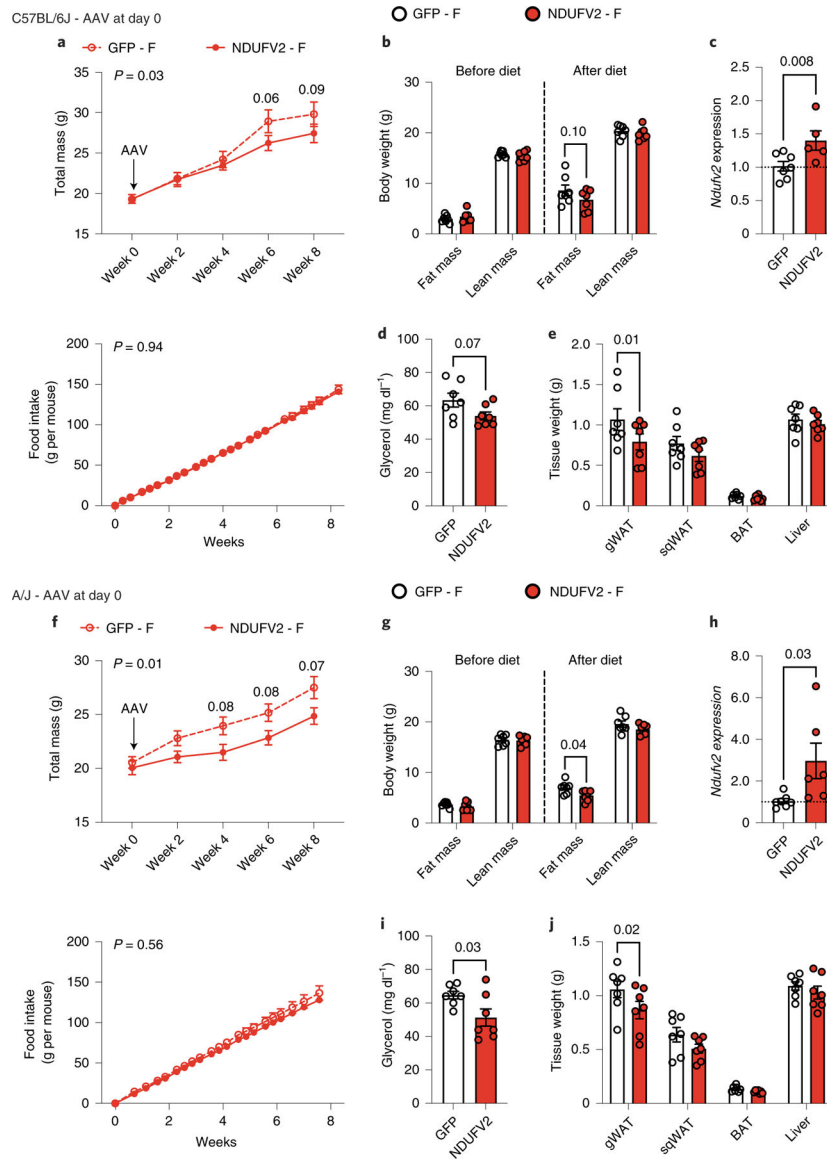 C57BL/6J - AAV at day 0
a
GFP - F
NDUFV2 - F
P = 0.03
0.06
0.09
AAV
Total mass (g)
35
30
25
20
15
Week 0
Week 2
Week 4
Week 6
Week 8
P = 0.94
Food intake
(g per mouse)
200
150
100
50
0
0
2
4
6
8
Weeks
b
GFP - F
NDUFV2 - F
Before diet
After diet
0.10
Body weight (g)
30
20
10
0
Fat mass
Lean mass
Fat mass
Lean mass
c
0.008
Ndufv2 expression
2.5
2.0
1.5
1.0
0.5
0
GFP
NDUFV2
d
0.07
Glycerol (mg dl−1)
100
80
60
40
20
0
GFP
NDUFV2
e
0.01
Tissue weight (g)
2.0
1.5
1.0
0.5
0
gWAT
sqWAT
BAT
Liver
A/J - AAV at day 0
f
GFP - F
NDUFV2 - F
P = 0.01
0.08
0.08
0.07
AAV
Total mass (g)
30
25
20
15
Week 0
Week 2
Week 4
Week 6
Week 8
P = 0.56
Food intake
(g per mouse)
200
150
100
50
0
0
2
4
6
8
Weeks
g
GFP - F
NDUFV2 - F
Before diet
After diet
0.04
Body weight (g)
30
20
10
0
Fat mass
Lean mass
Fat mass
Lean mass
h
0.03
Ndufv2 expression
8.0
6.0
4.0
2.0
0
GFP
NDUFV2
i
0.03
Glycerol (mg dl−1)
100
80
60
40
20
0
GFP
NDUFV2
j
0.02
Tissue weight (g)
1.5
1.0
0.5
0
gWAT
sqWAT
BAT
Liver